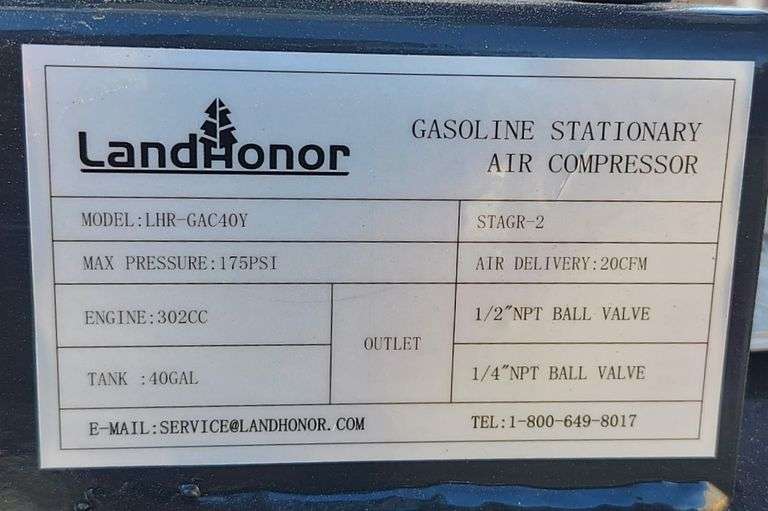 LandHonor
GASOLINE STATIONARY
AIR COMPRESSOR
MODEL:LHR-GAC40Y
STAGR-2
MAX PRESSURE:175PSI
AIR DELIVERY:20CFM
ENGINE:302CC
OUTLET
1/2"NPT BALL VALVE
TANK :40GAL
1/4"NPT BALL VALVE
E-MAIL:SERVICE@LANDHONOR.COM
TEL:1-800-649-8017